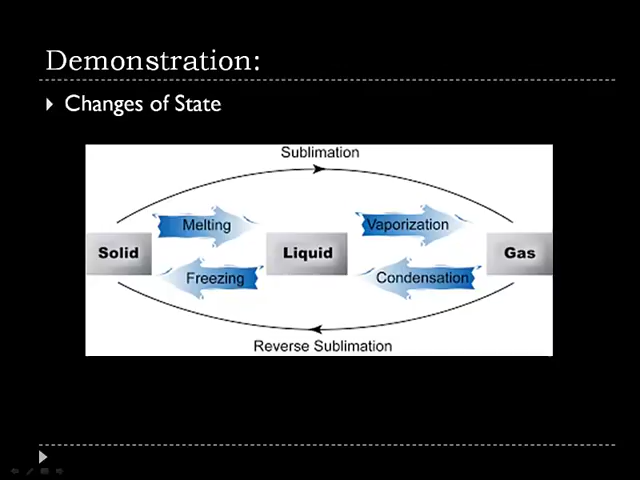 Demonstration:
Changes of State
Sublimation
Melting
Vaporization
Solid
Liquid
Gas
Freezing
Condensation
Reverse Sublimation